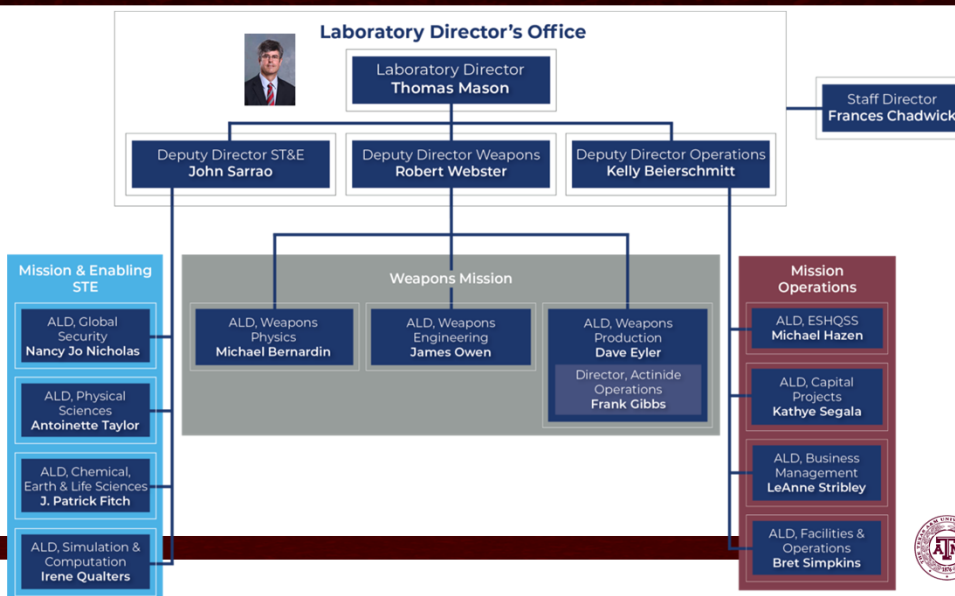 Laboratory Director's Office
Laboratory Director
Thomas Mason
Staff Director
Frances Chadwick
Deputy Director ST&E
John Sarrao
Deputy Director Weapons
Robert Webster
Deputy Director Operations
Kelly Beierschmitt
Mission & Enabling
STE
ALD, Global
Security
Nancy Jo Nicholas
ALD, Physical
Sciences
Antoinette Taylor
ALD, Chemical,
Earth & Life Sciences
J. Patrick Fitch
ALD, Simulation &
Computation
Irene Qualters
Weapons Mission
ALD, Weapons
Physics
Michael Bernardin
ALD, Weapons
Engineering
James Owen
ALD, Weapons
Production
Dave Eyler
Director, Actinide
Operations
Frank Gibbs
Mission
Operations
ALD, ESHQSS
Michael Hazen
ALD, Capital
Projects
Kathye Segala
ALD, Business
Management
LeAnne Stribley
ALD, Facilities &
Operations
Bret Simpkins